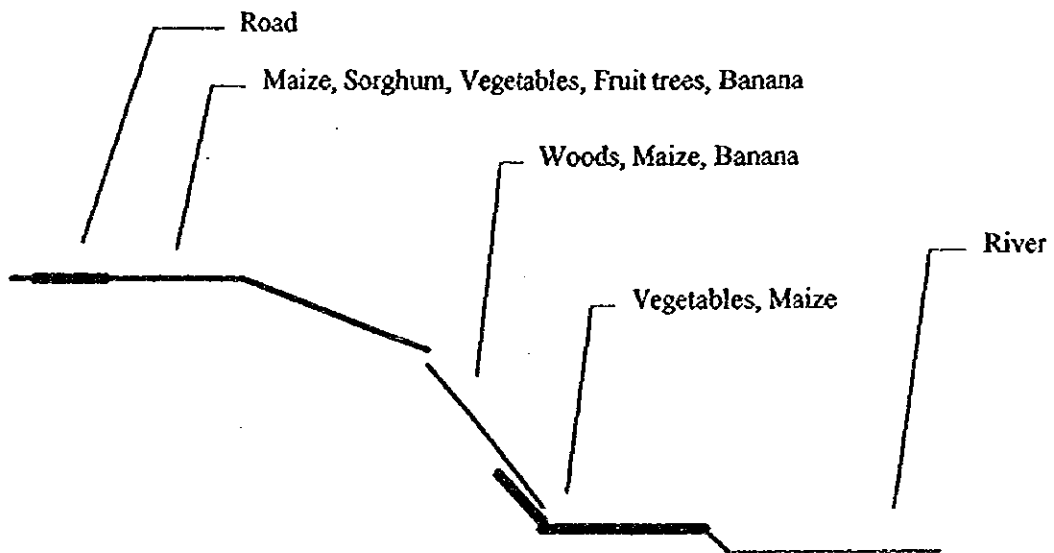 Road
Maize, Sorghum, Vegetables, Fruit trees, Banana
Woods, Maize, Banana
River
Vegetables, Maize